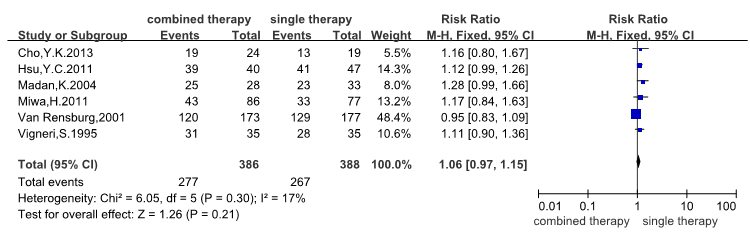 combined therapy single therapy Risk Ratio Risk Ratio
Study or Subgroup Events Total Events Total Weight M-H, Fixed, 95% CI M-H, Fixed, 95% CI
Cho,Y.K.2013 19 24 13 19 5.5% 1.16 [0.80, 1.67]
Hsu,Y.C.2011 39 40 41 47 14.3% 1.12 [0.99, 1.26]
Madan,K.2004 25 28 23 33 8.0% 1.28 [0.99, 1.66]
Miwa,H.2011 43 86 33 77 13.2% 1.17 [0.84, 1.63]
Van Rensburg,2001 120 173 129 177 48.4% 0.95 [0.83, 1.09]
Vigneri,S.1995 31 35 28 35 10.6% 1.11 [0.90, 1.36]
Total (95% CI) 386 388 100.0% 1.06 [0.97, 1.15]
Total events 277 267
Heterogeneity: Chi² = 6.05, df = 5 (P = 0.30); I² = 17%
Test for overall effect: Z = 1.26 (P = 0.21)
0.01 0.1 1 10 100
combined therapy single therapy